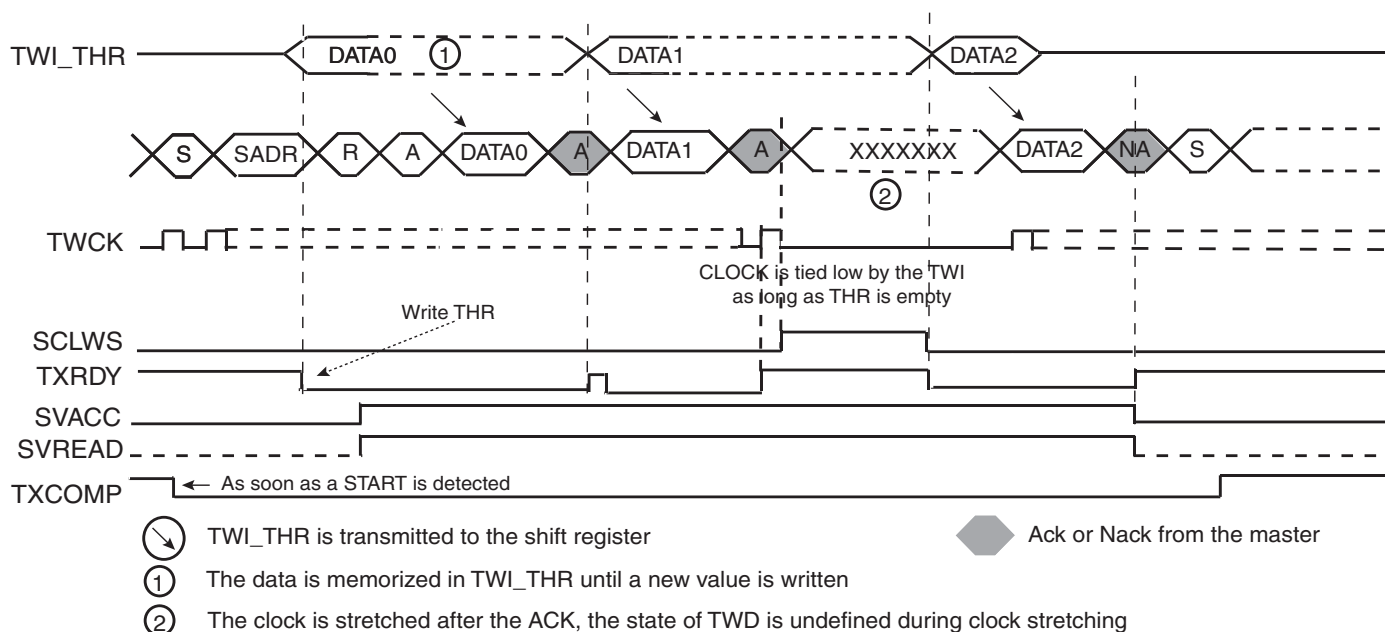 TWI_THR DATA0 1 DATA1 DATA2
S SADR R A DATA0 A DATA1 A XXXXXXX DATA2 NA S
2
TWCK
CLOCK is tied low by the TWI
as long as THR is empty
Write THR
SCLWS
TXRDY
SVACC
SVREAD
TXCOMP As soon as a START is detected
TWI_THR is transmitted to the shift register Ack or Nack from the master
1 The data is memorized in TWI_THR until a new value is written
2 The clock is stretched after the ACK, the state of TWD is undefined during clock stretching